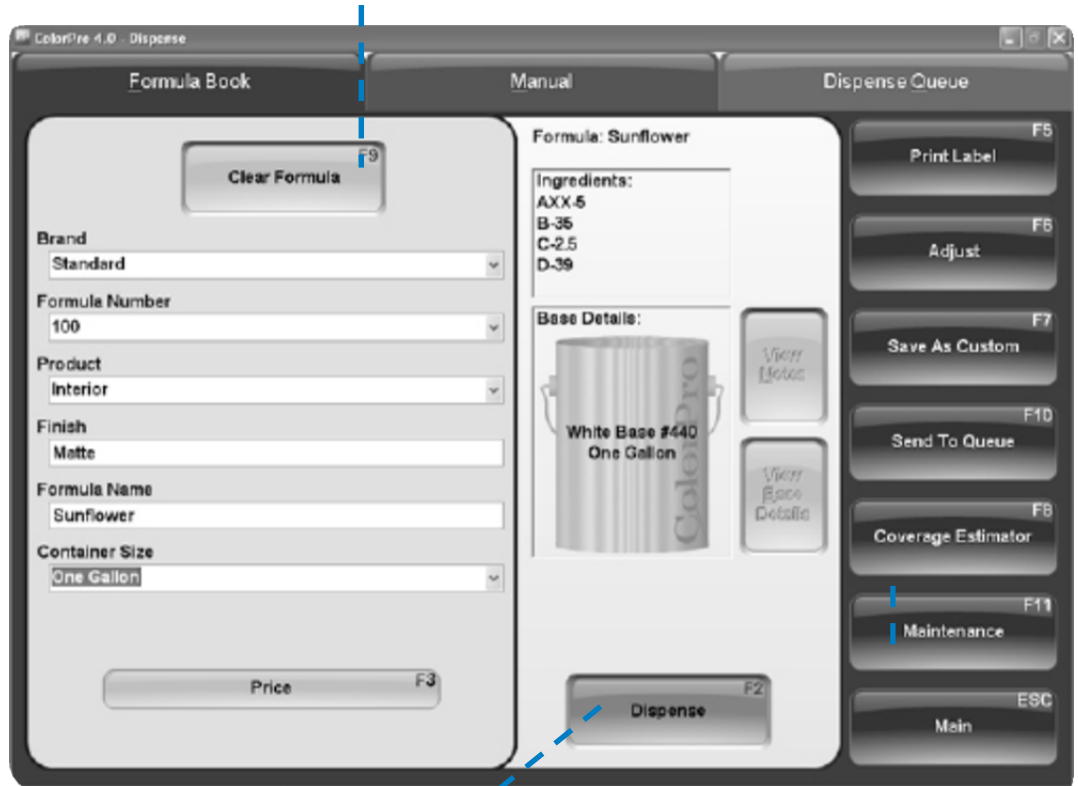 ColorPro 4.0 - Dispense
Formula Book
Manual
Dispense Queue
F9
Clear Formula
Brand
Standard
Formula Number
100
Product
Interior
Finish
Matte
Formula Name
Sunflower
Container Size
One Gallon
Price
F3
Formula: Sunflower
Ingredients:
AXX-5
B-35
C-2.5
D-39
Base Details:
ColorPro
White Base #440
One Gallon
View
Notes
View
Base
Details
Dispense
F2
F5
Print Label
F6
Adjust
F7
Save As Custom
F10
Send To Queue
F8
Coverage Estimator
F11
Maintenance
ESC
Main